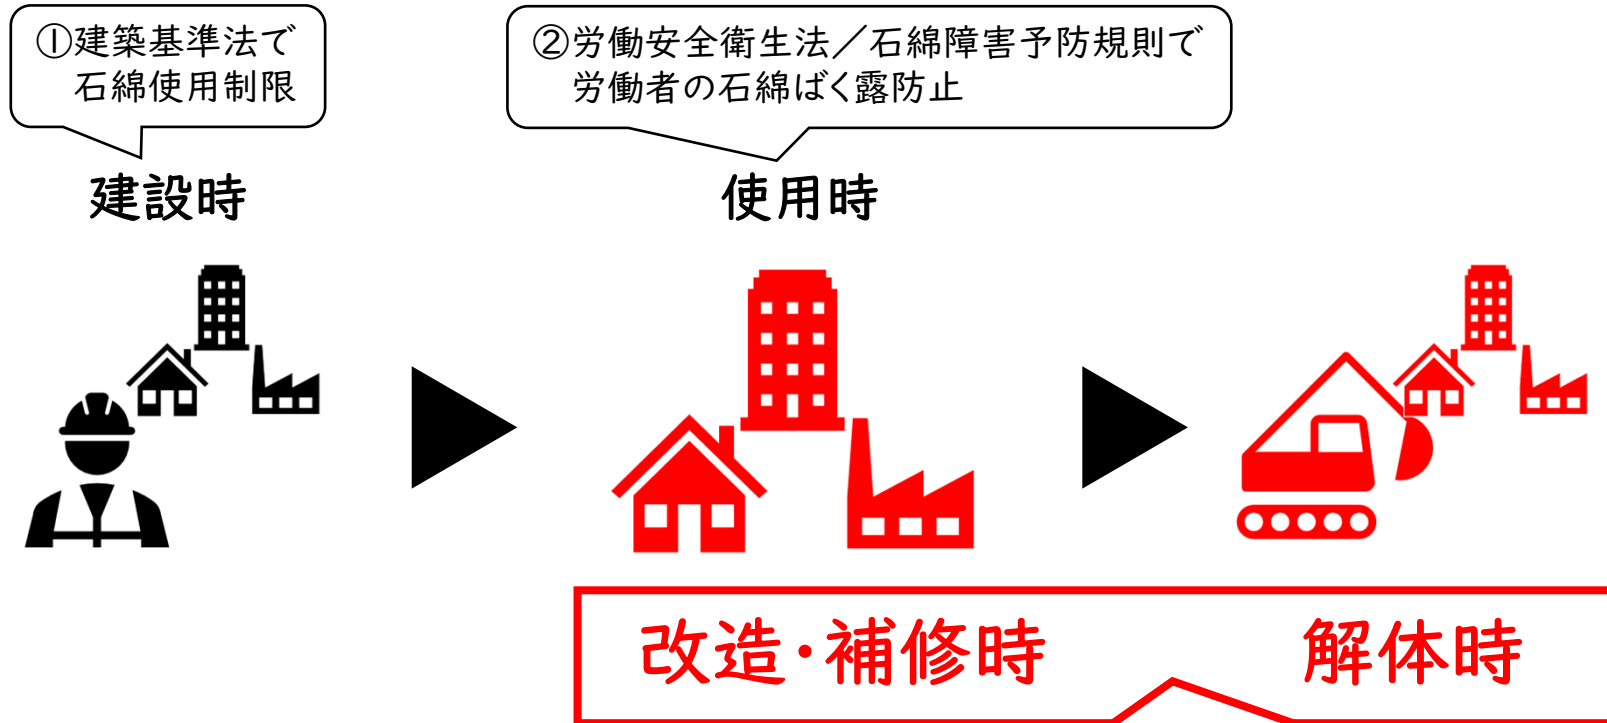 ①建築基準法で
石綿使用制限
②労働安全衛生法／石綿障害予防規則で
労働者の石綿ばく露防止
建設時
使用時
改造・補修時
解体時